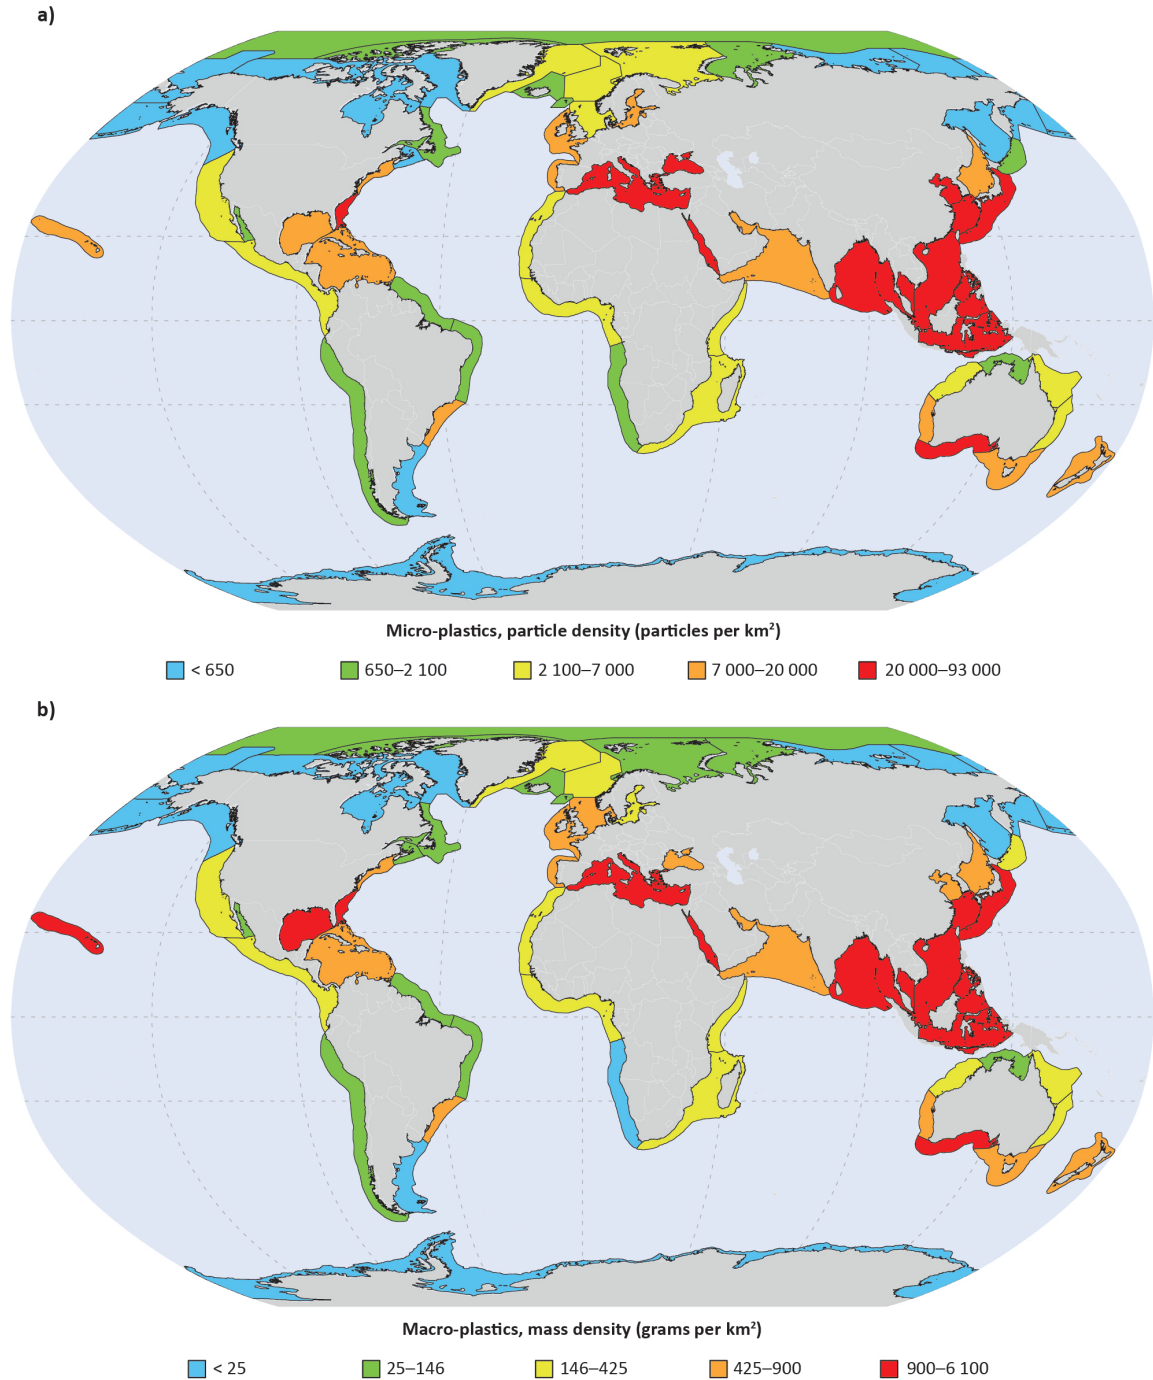 a)
Micro-plastics, particle density (particles per km²)
< 650 650–2 100 2 100–7 000 7 000–20 000 20 000–93 000
b)
Macro-plastics, mass density (grams per km²)
< 25 25–146 146–425 425–900 900–6 100